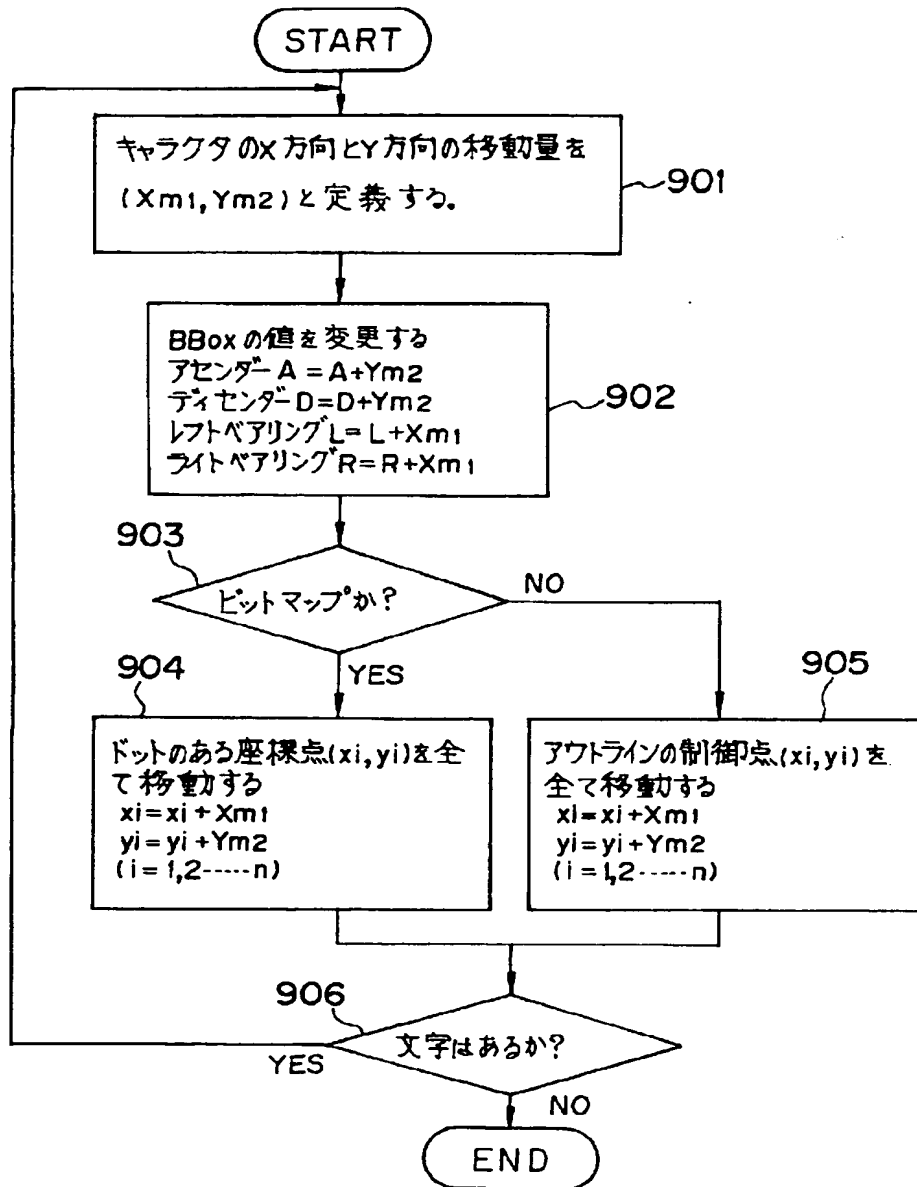 START
キャラクタのX方向とY方向の移動量を
(Xm1,Ym2)と定義する。
901
BBoxの値を変更する
アセンダーA=A+Ym2
ディセンダーD=D+Ym2
レフトベアリングL=L+Xm1
ライトベアリングR=R+Xm1
902
903
ビットマップか?
NO
YES
904
ドットのある座標点(xi,yi)を全
て移動する
xi=xi+Xm1
yi=yi+Ym2
(i=1,2-----n)
905
アウトラインの制御点(xi,yi)を
全て移動する
xi=xi+Xm1
yi=yi+Ym2
(i=1,2-----n)
906
文字はあるか?
YES
NO
END